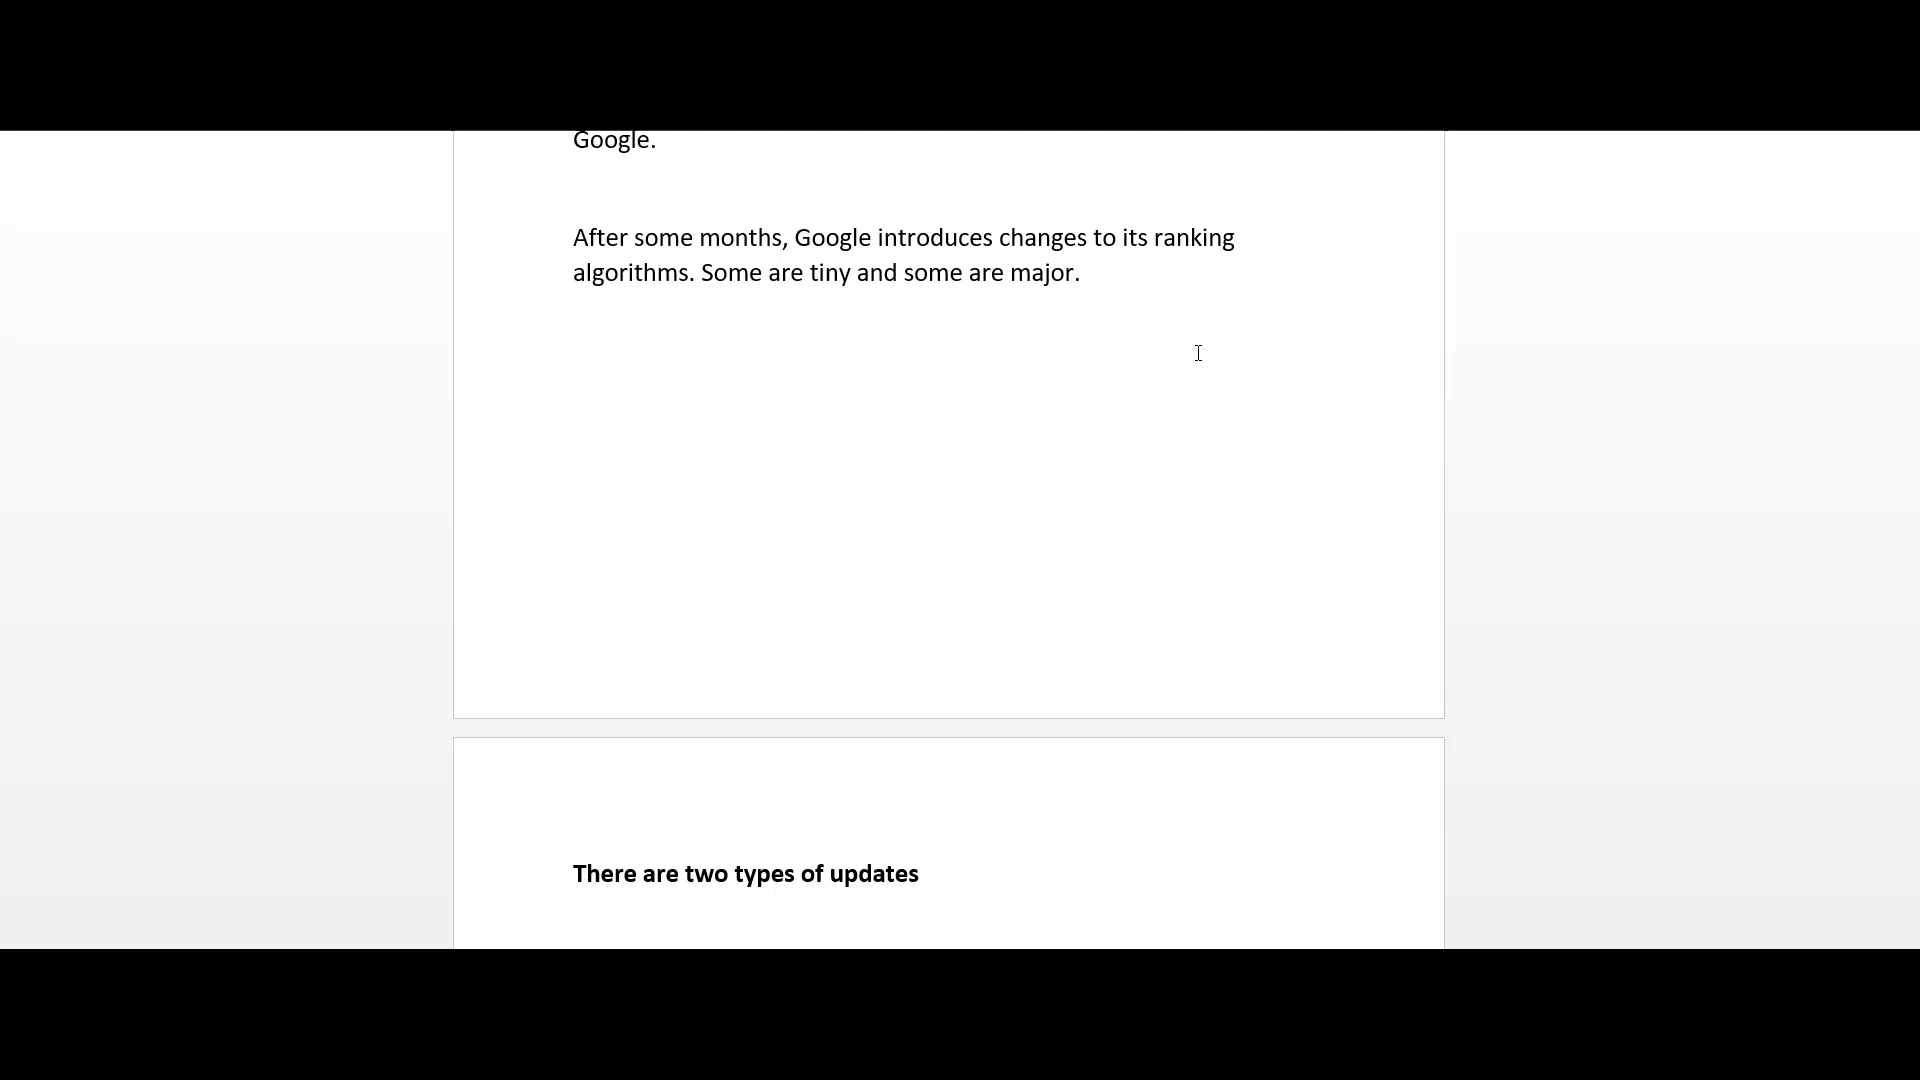 Google.
After some months, Google introduces changes to its ranking
algorithms. Some are tiny and some are major.
There are two types of updates